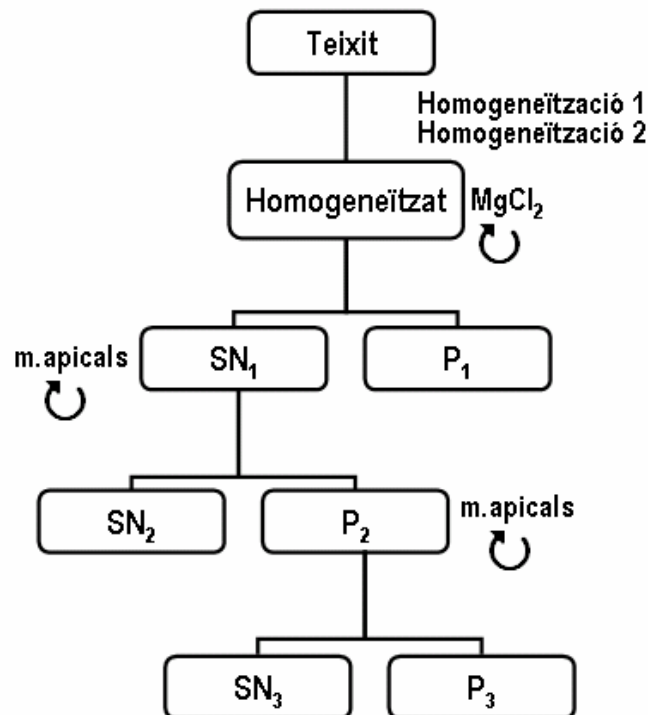 Teixit
Homogeneïtzació 1
Homogeneïtzació 2
Homogeneïtzat
MgCl₂
m.apicals
SN₁
P₁
SN₂
P₂
m.apicals
SN₃
P₃